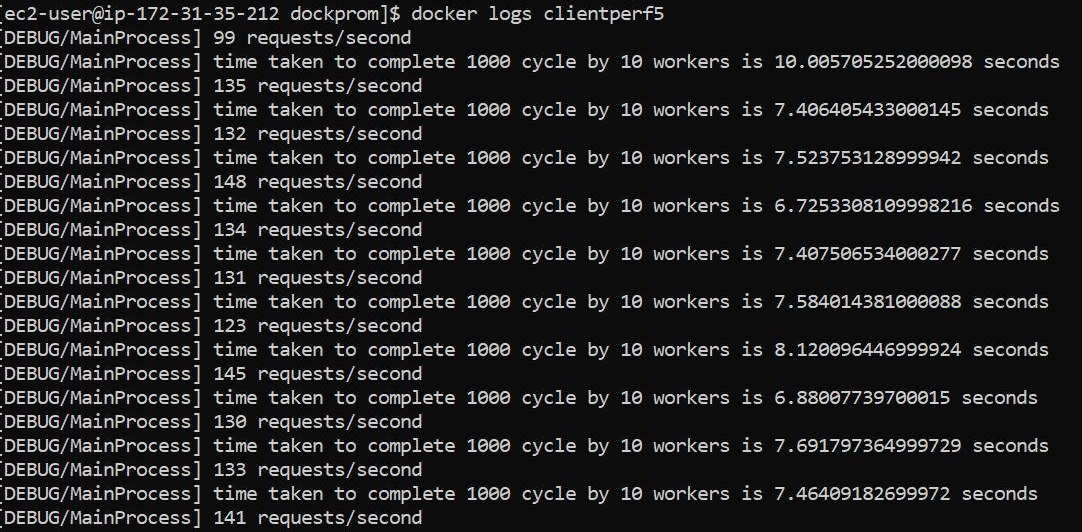 [ec2-user@ip-172-31-35-212 dockprom]$ docker logs clientperf5
[DEBUG/MainProcess] 99 requests/second
[DEBUG/MainProcess] time taken to complete 1000 cycle by 10 workers is 10.005705252000098 seconds
[DEBUG/MainProcess] 135 requests/second
[DEBUG/MainProcess] time taken to complete 1000 cycle by 10 workers is 7.406405433000145 seconds
[DEBUG/MainProcess] 132 requests/second
[DEBUG/MainProcess] time taken to complete 1000 cycle by 10 workers is 7.523753128999942 seconds
[DEBUG/MainProcess] 148 requests/second
[DEBUG/MainProcess] time taken to complete 1000 cycle by 10 workers is 6.7253308109998216 seconds
[DEBUG/MainProcess] 134 requests/second
[DEBUG/MainProcess] time taken to complete 1000 cycle by 10 workers is 7.407506534000277 seconds
[DEBUG/MainProcess] 131 requests/second
[DEBUG/MainProcess] time taken to complete 1000 cycle by 10 workers is 7.584014381000088 seconds
[DEBUG/MainProcess] 123 requests/second
[DEBUG/MainProcess] time taken to complete 1000 cycle by 10 workers is 8.120096446999924 seconds
[DEBUG/MainProcess] 145 requests/second
[DEBUG/MainProcess] time taken to complete 1000 cycle by 10 workers is 6.88007739700015 seconds
[DEBUG/MainProcess] 130 requests/second
[DEBUG/MainProcess] time taken to complete 1000 cycle by 10 workers is 7.691797364999729 seconds
[DEBUG/MainProcess] 133 requests/second
[DEBUG/MainProcess] time taken to complete 1000 cycle by 10 workers is 7.46409182699972 seconds
[DEBUG/MainProcess] 141 requests/second